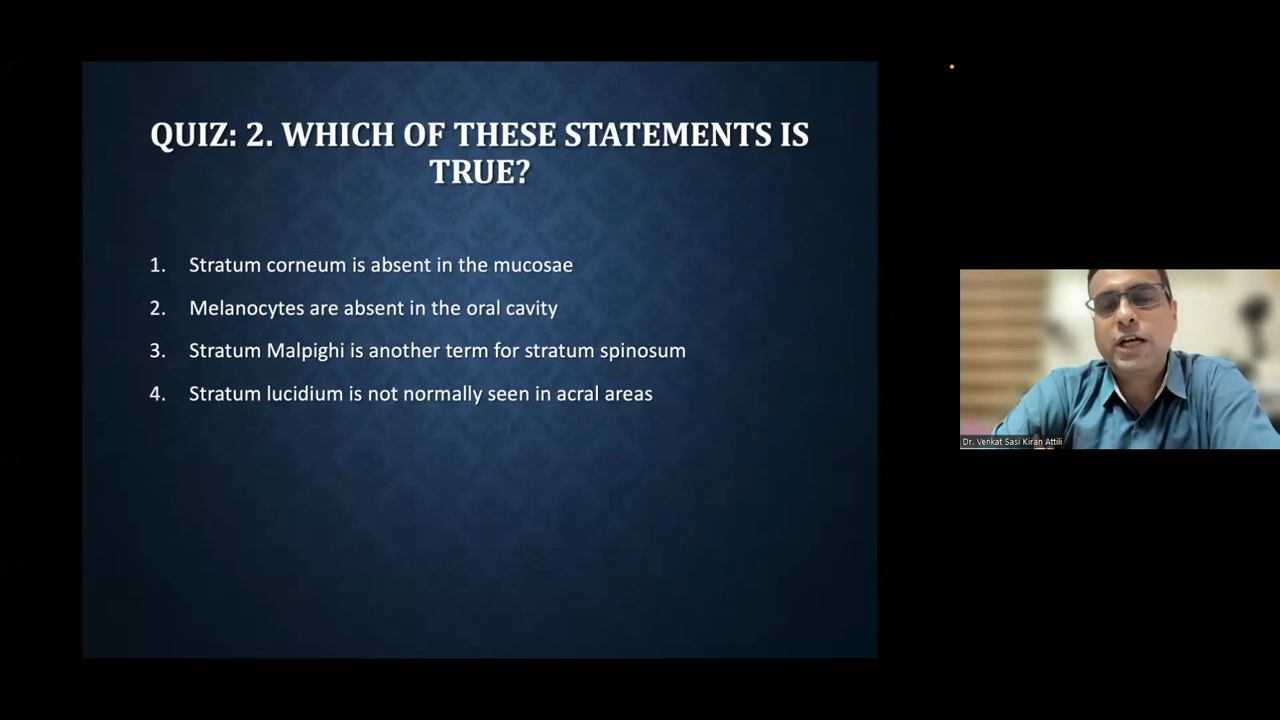 QUIZ: 2. WHICH OF THESE STATEMENTS IS
TRUE?
1. Stratum corneum is absent in the mucosae
2. Melanocytes are absent in the oral cavity
3. Stratum Malpighi is another term for stratum spinosum
4. Stratum lucidium is not normally seen in acral areas
Dr. Venkat Sasi Kiran Attili